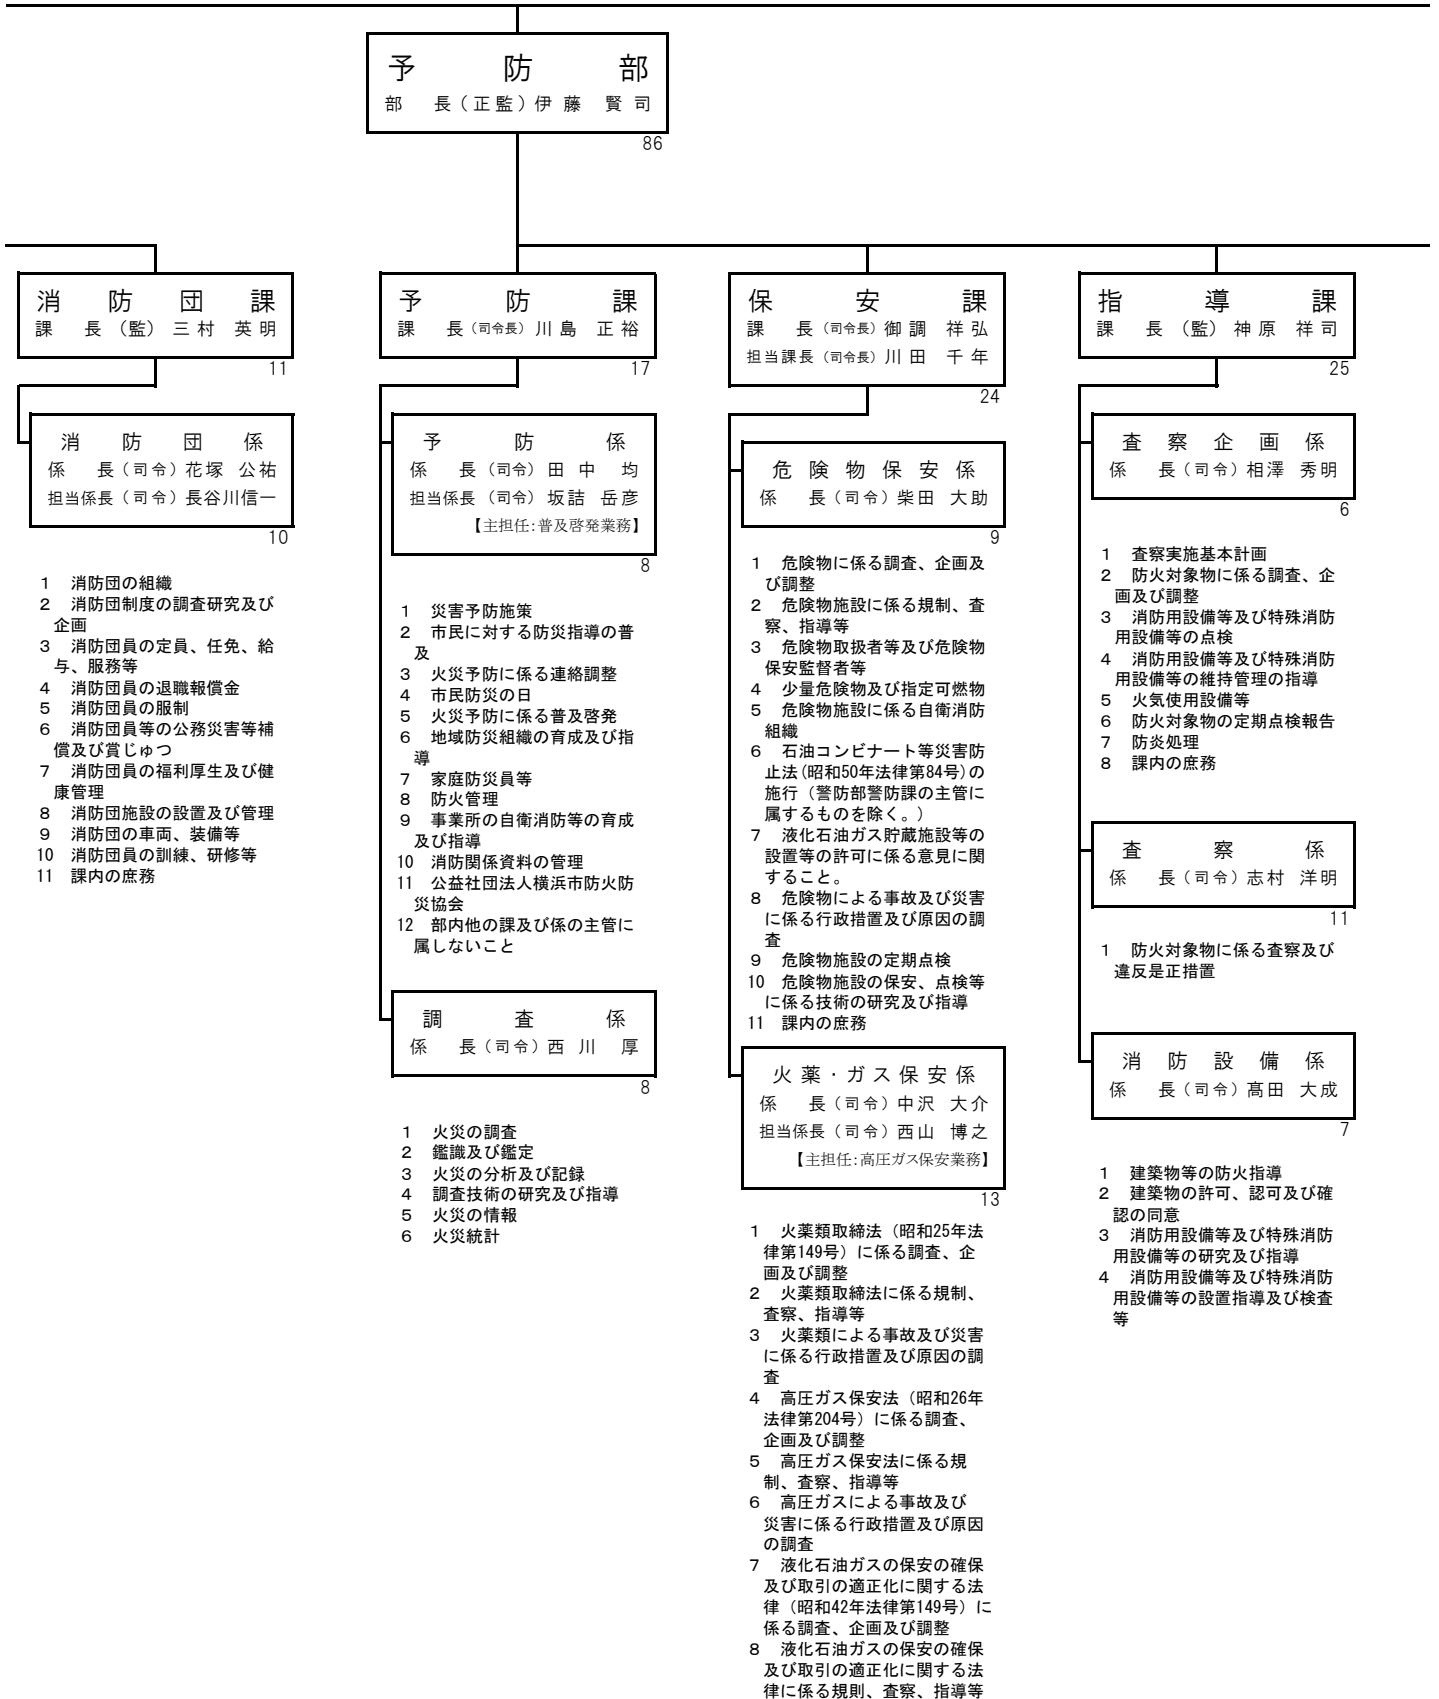 予防部
部長（正監）伊藤 賢司
86
消防団課
課長（監）三村 英明
11
消防団係
係長（司令）花塚 公祐
担当係長（司令）長谷川信一
10
1 消防団の組織
2 消防団制度の調査研究及び
企画
3 消防団員の定員、任免、給
与、服務等
4 消防団員の退職報償金
5 消防団員の服制
6 消防団員等の公務災害等補
償及び賞じゅつ
7 消防団員の福利厚生及び健
康管理
8 消防団施設の設置及び管理
9 消防団の車両、装備等
10 消防団員の訓練、研修等
11 課内の庶務
予防課
課長（司令長）川島 正裕
17
予防係
係長（司令）田中 均
担当係長（司令）坂詰 岳彦
【主担任:普及啓発業務】
8
1 災害予防施策
2 市民に対する防災指導の普
及
3 火災予防に係る連絡調整
4 市民防災の日
5 火災予防に係る普及啓発
6 地域防災組織の育成及び指
導
7 家庭防災員等
8 防火管理
9 事業所の自衛消防等の育成
及び指導
10 消防関係資料の管理
11 公益社団法人横浜市防火防
災協会
12 部内他の課及び係の主管に
属しないこと
調査係
係長（司令）西川 厚
8
1 火災の調査
2 鑑識及び鑑定
3 火災の分析及び記録
4 調査技術の研究及び指導
5 火災の情報
6 火災統計
保安課
課長（司令長）御調 祥弘
担当課長（司令長）川田 千年
24
危険物保安係
係長（司令）柴田 大助
9
1 危険物に係る調査、企画及
び調整
2 危険物施設に係る規制、査
察、指導等
3 危険物取扱者等及び危険物
保安監督者等
4 少量危険物及び指定可燃物
5 危険物施設に係る自衛消防
組織
6 石油コンビナート等災害防
止法(昭和50年法律第84号)の
施行（警防部警防課の主管に
属するものを除く。）
7 液化石油ガス貯蔵施設等の
設置等の許可に係る意見に関
すること。
8 危険物による事故及び災害
に係る行政措置及び原因の調
査
9 危険物施設の定期点検
10 危険物施設の保安、点検等
に係る技術の研究及び指導
11 課内の庶務
火薬・ガス保安係
係長（司令）中沢 大介
担当係長（司令）西山 博之
【主担任:高圧ガス保安業務】
13
1 火薬類取締法（昭和25年法
律第149号）に係る調査、企
画及び調整
2 火薬類取締法に係る規制、
査察、指導等
3 火薬類による事故及び災害
に係る行政措置及び原因の調
査
4 高圧ガス保安法（昭和26年
法律第204号）に係る調査、
企画及び調整
5 高圧ガス保安法に係る規
制、査察、指導等
6 高圧ガスによる事故及び
災害に係る行政措置及び原因
の調査
7 液化石油ガスの保安の確保
及び取引の適正化に関する法
律（昭和42年法律第149号）に
係る調査、企画及び調整
8 液化石油ガスの保安の確保
及び取引の適正化に関する法
律に係る規則、査察、指導等
指導課
課長（監）神原 祥司
25
査察企画係
係長（司令）相澤 秀明
6
1 査察実施基本計画
2 防火対象物に係る調査、企
画及び調整
3 消防用設備等及び特殊消防
用設備等の点検
4 消防用設備等及び特殊消防
用設備等の維持管理の指導
5 火気使用設備等
6 防火対象物の定期点検報告
7 防炎処理
8 課内の庶務
査察係
係長（司令）志村 洋明
11
1 防火対象物に係る査察及び
違反是正措置
消防設備係
係長（司令）髙田 大成
7
1 建築物等の防火指導
2 建築物の許可、認可及び確
認の同意
3 消防用設備等及び特殊消防
用設備等の研究及び指導
4 消防用設備等及び特殊消防
用設備等の設置指導及び検査
等